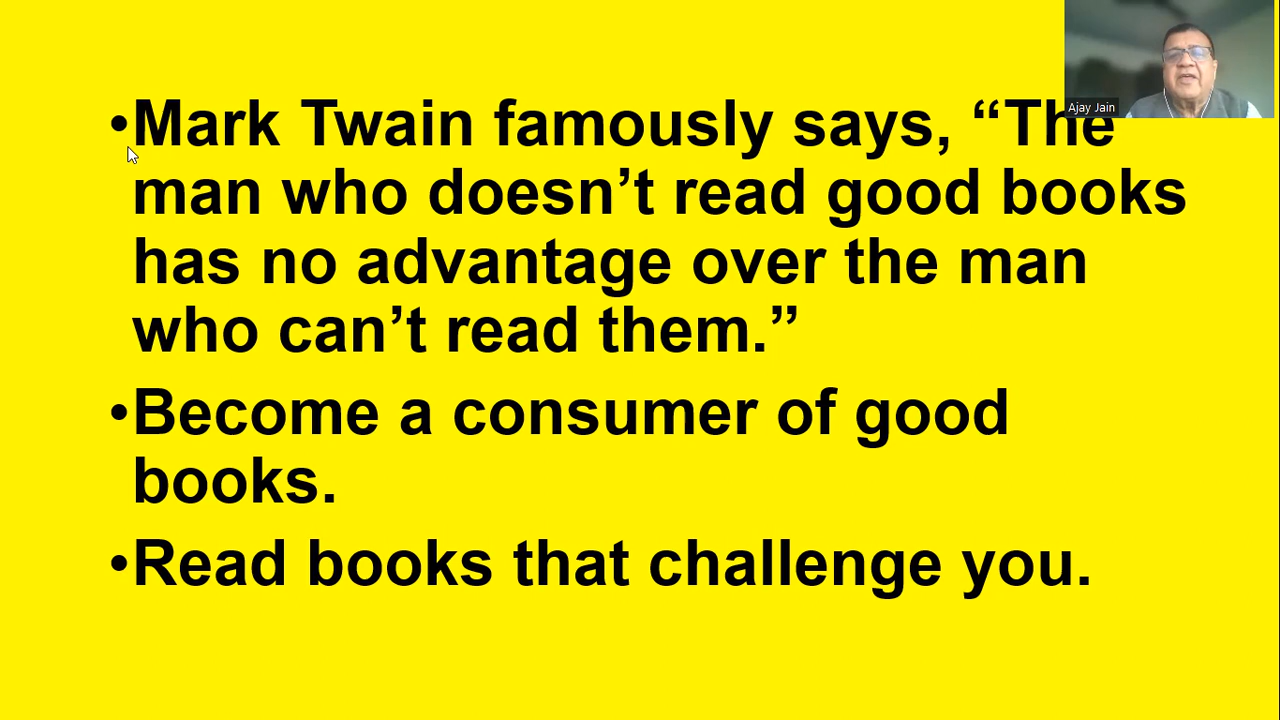 Ajay Jain
•Mark Twain famously says, “The
man who doesn’t read good books
has no advantage over the man
who can’t read them.”
•Become a consumer of good
books.
•Read books that challenge you.